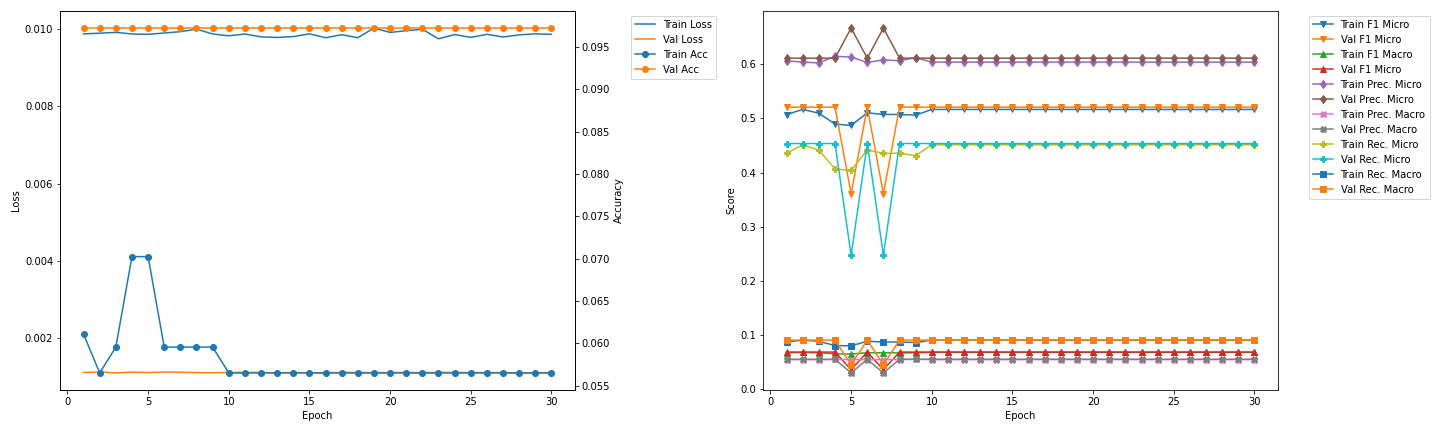 0.010
0.008
0.006
0.004
0.002
Loss
0
5
10
15
20
25
30
Epoch
0.095
0.090
0.085
0.080
0.075
0.070
0.065
0.060
0.055
Accuracy
Train Loss
Val Loss
Train Acc
Val Acc
0.6
0.5
0.4
0.3
0.2
0.1
0.0
Score
0
5
10
15
20
25
30
Epoch
Train F1 Micro
Val F1 Micro
Train F1 Macro
Val F1 Micro
Train Prec. Micro
Val Prec. Micro
Train Prec. Macro
Val Prec. Macro
Train Rec. Micro
Val Rec. Micro
Train Rec. Macro
Val Rec. Macro